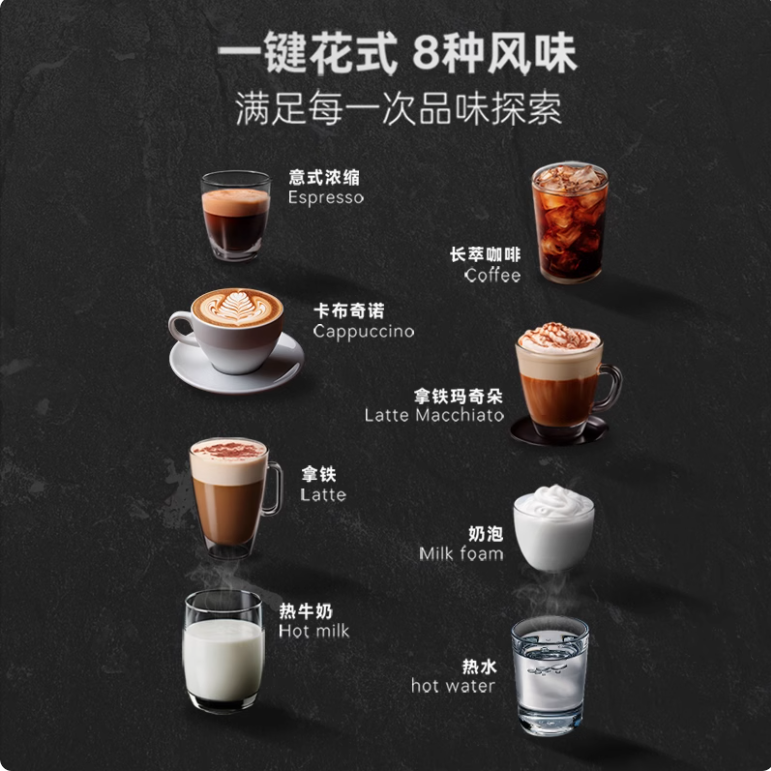 一键花式 8种风味
满足每一次品味探索
意式浓缩
Espresso
长萃咖啡
Coffee
卡布奇诺
Cappuccino
拿铁玛奇朵
Latte Macchiato
拿铁
Latte
奶泡
Milk foam
热牛奶
Hot milk
热水
hot water